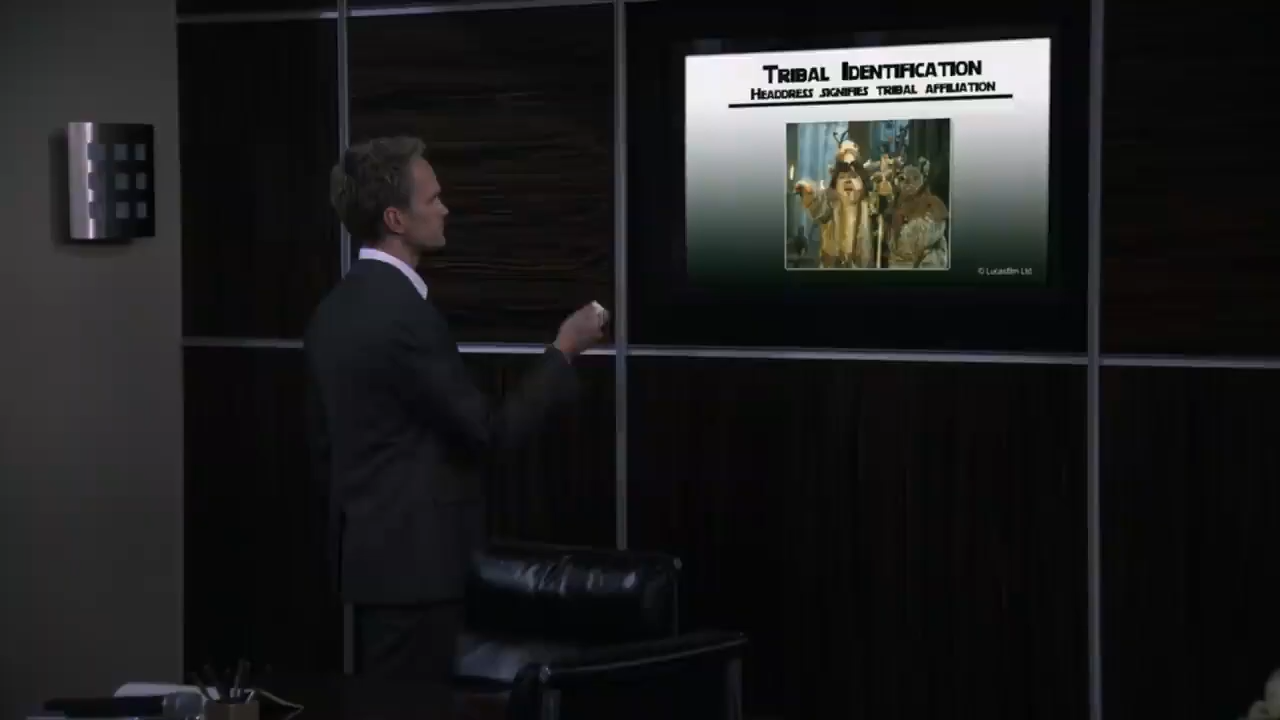 TRIBAL IDENTIFICATION
HEADDRESS SIGNIFIES TRIBAL AFFILIATION
© Lucasfilm Ltd